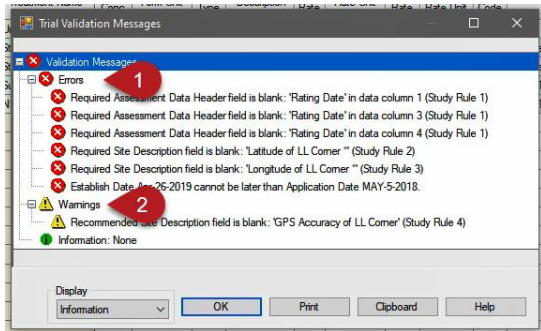 Trial Validation Messages
Validation Messages
Errors
1
Required Assessment Data Header field is blank: 'Rating Date' in data column 1 (Study Rule 1)
Required Assessment Data Header field is blank: 'Rating Date' in data column 3 (Study Rule 1)
Required Assessment Data Header field is blank: 'Rating Date' in data column 4 (Study Rule 1)
Required Site Description field is blank: 'Latitude of LL Corner °' (Study Rule 2)
Required Site Description field is blank: 'Longitude of LL Corner °' (Study Rule 3)
Establish Date Apr-26-2019 cannot be later than Application Date MAY-5-2018.
Warnings
2
Recommended Site Description field is blank: 'GPS Accuracy of LL Corner' (Study Rule 4)
Information: None
Display
Information
OK
Print
Clipboard
Help